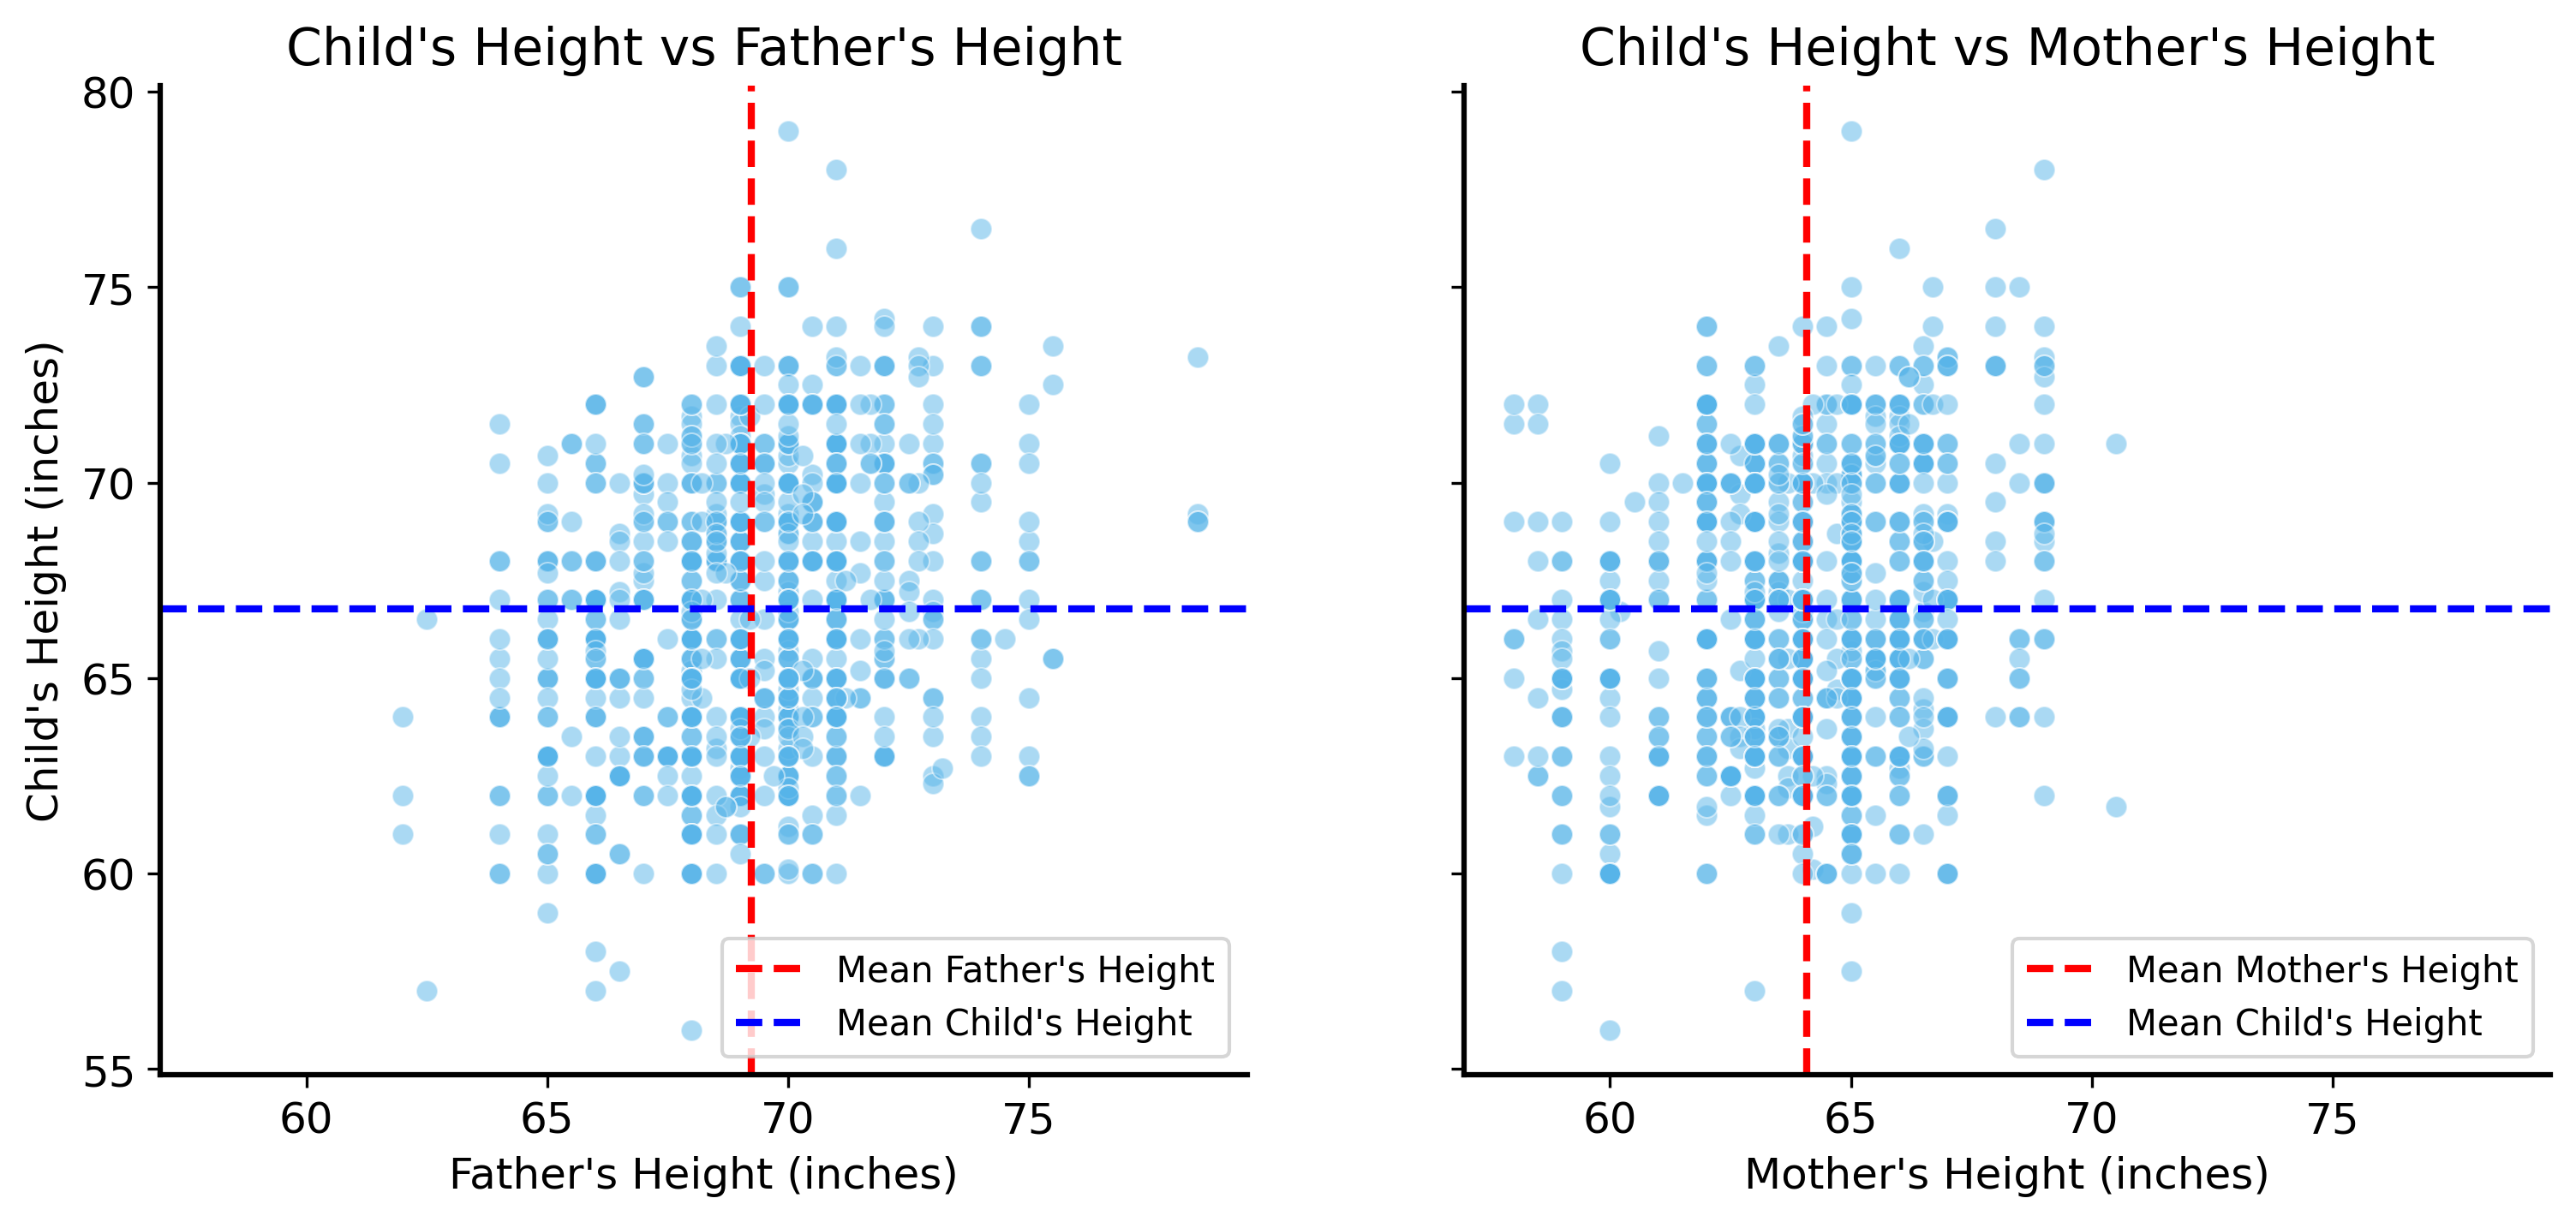 Child's Height vs Father's Height
Child's Height (inches)
80
75
70
65
60
55
60 65 70 75
Father's Height (inches)
Mean Father's Height
Mean Child's Height
Child's Height vs Mother's Height
60 65 70 75
Mother's Height (inches)
Mean Mother's Height
Mean Child's Height